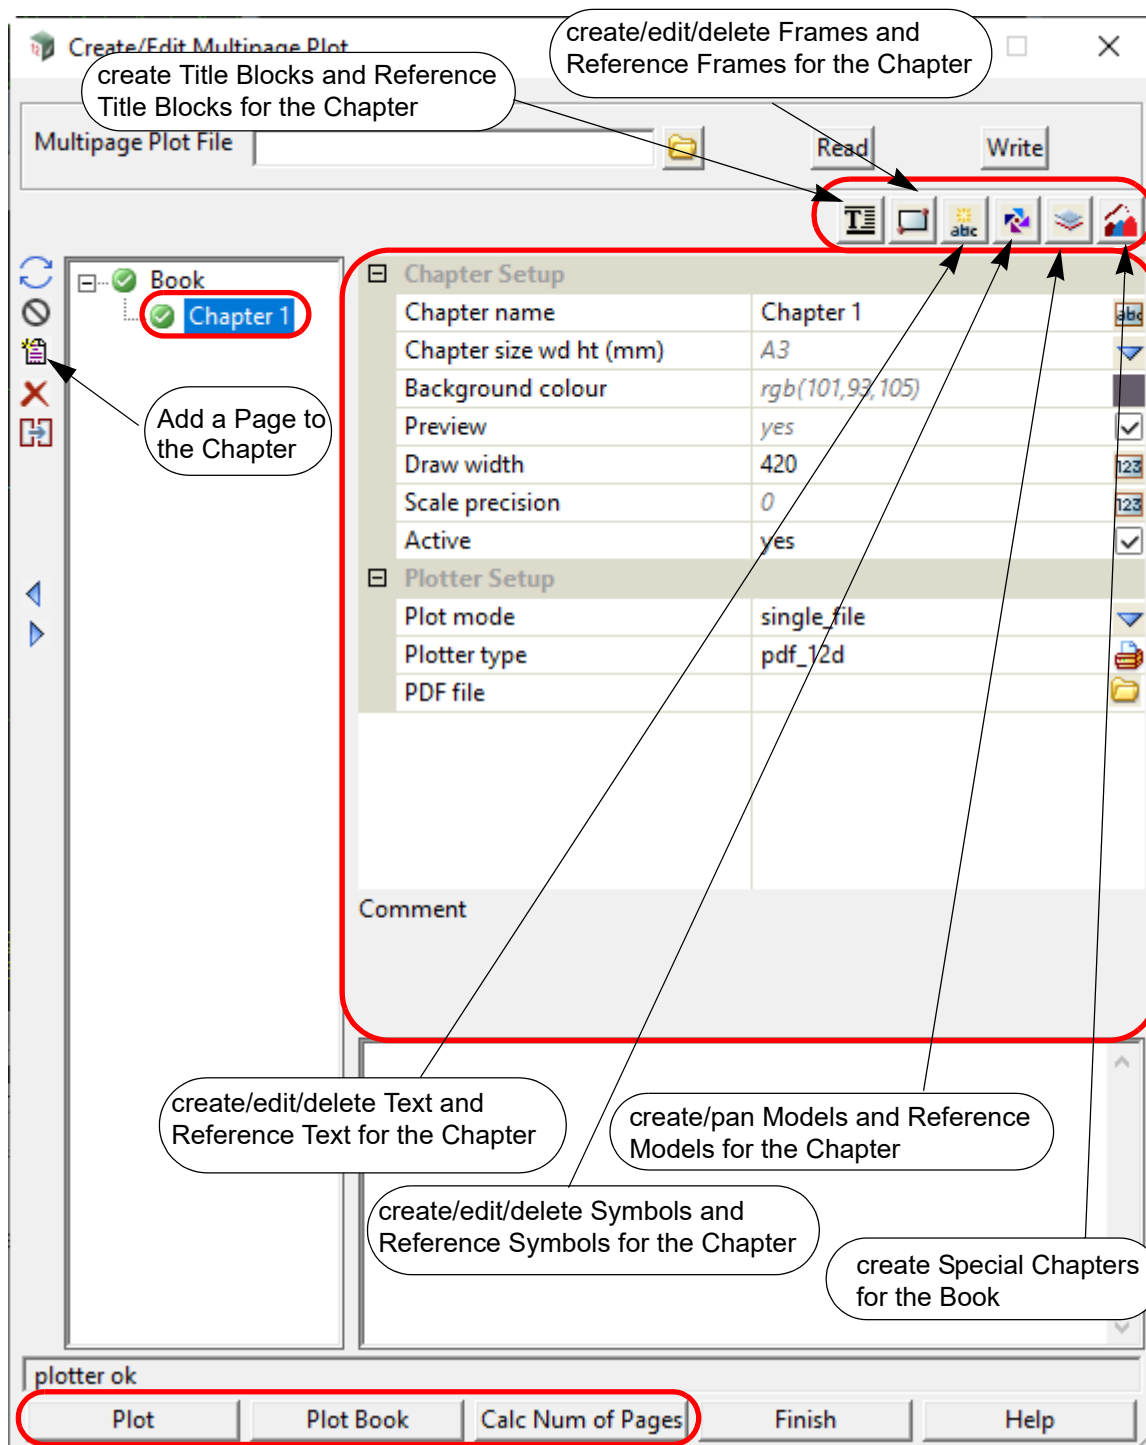 Create/Edit Multipage Plot
create/edit/delete Frames and
Reference Frames for the Chapter
create Title Blocks and Reference
Title Blocks for the Chapter
Multipage Plot File
Read
Write
T
abc
Book
Chapter 1
Add a Page to
the Chapter
Chapter Setup
Chapter name Chapter 1 abc
Chapter size wd ht (mm) A3
Background colour rgb(101,93,105)
Preview yes
Draw width 420 123
Scale precision 0 123
Active yes
Plotter Setup
Plot mode single_file
Plotter type pdf_12d
PDF file
Comment
create/edit/delete Text and
Reference Text for the Chapter
create/pan Models and Reference
Models for the Chapter
create/edit/delete Symbols and
Reference Symbols for the Chapter
create Special Chapters
for the Book
plotter ok
Plot Plot Book Calc Num of Pages Finish Help